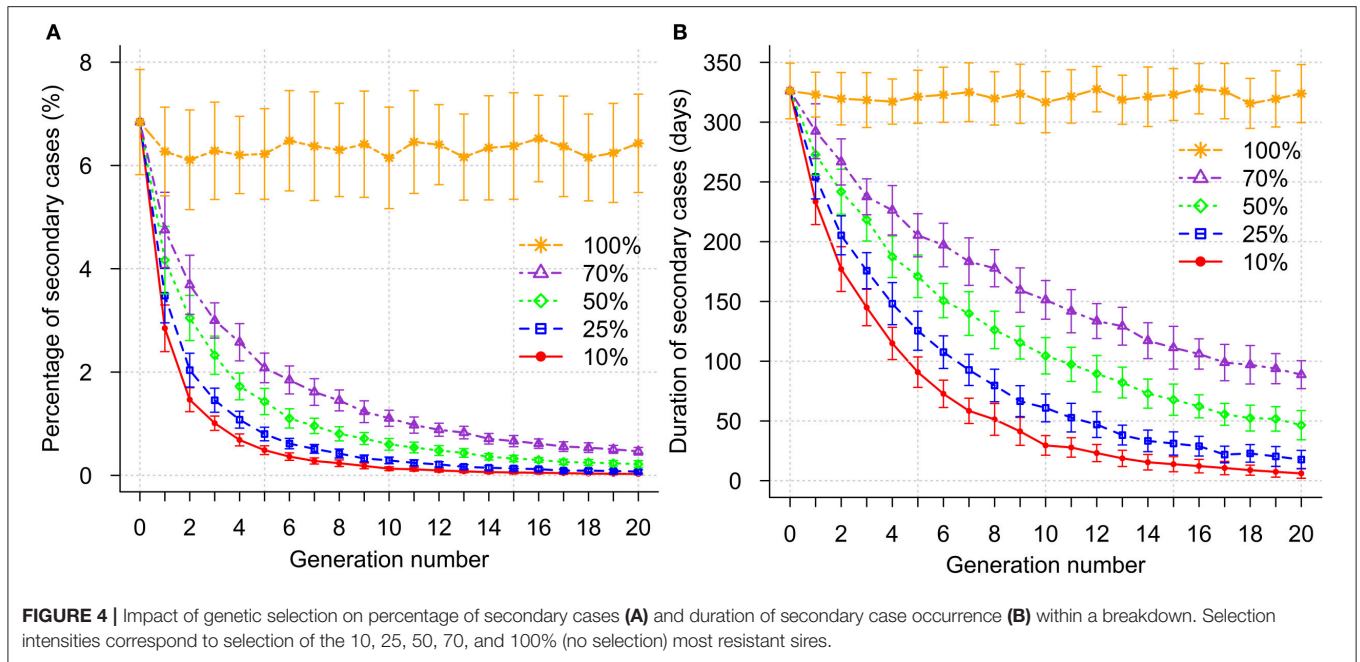 A
Percentage of secondary cases (%)
8
6
4
2
0
100%
70%
50%
25%
10%
0 2 4 6 8 10 12 14 16 18 20
Generation number
B
Duration of secondary cases (days)
350
300
250
200
150
100
50
0
100%
70%
50%
25%
10%
0 2 4 6 8 10 12 14 16 18 20
Generation number
FIGURE 4 | Impact of genetic selection on percentage of secondary cases (A) and duration of secondary case occurrence (B) within a breakdown. Selection
intensities correspond to selection of the 10, 25, 50, 70, and 100% (no selection) most resistant sires.